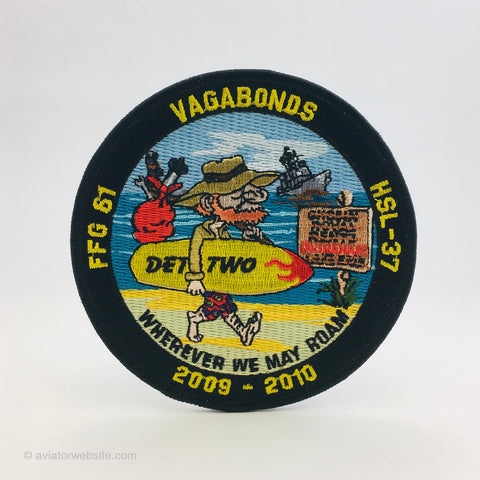 VAGABONDS
FFG 61
HSL-37
DET TWO
WHEREVER WE MAY ROAM
2009 - 2010
© aviatorwebsite.com